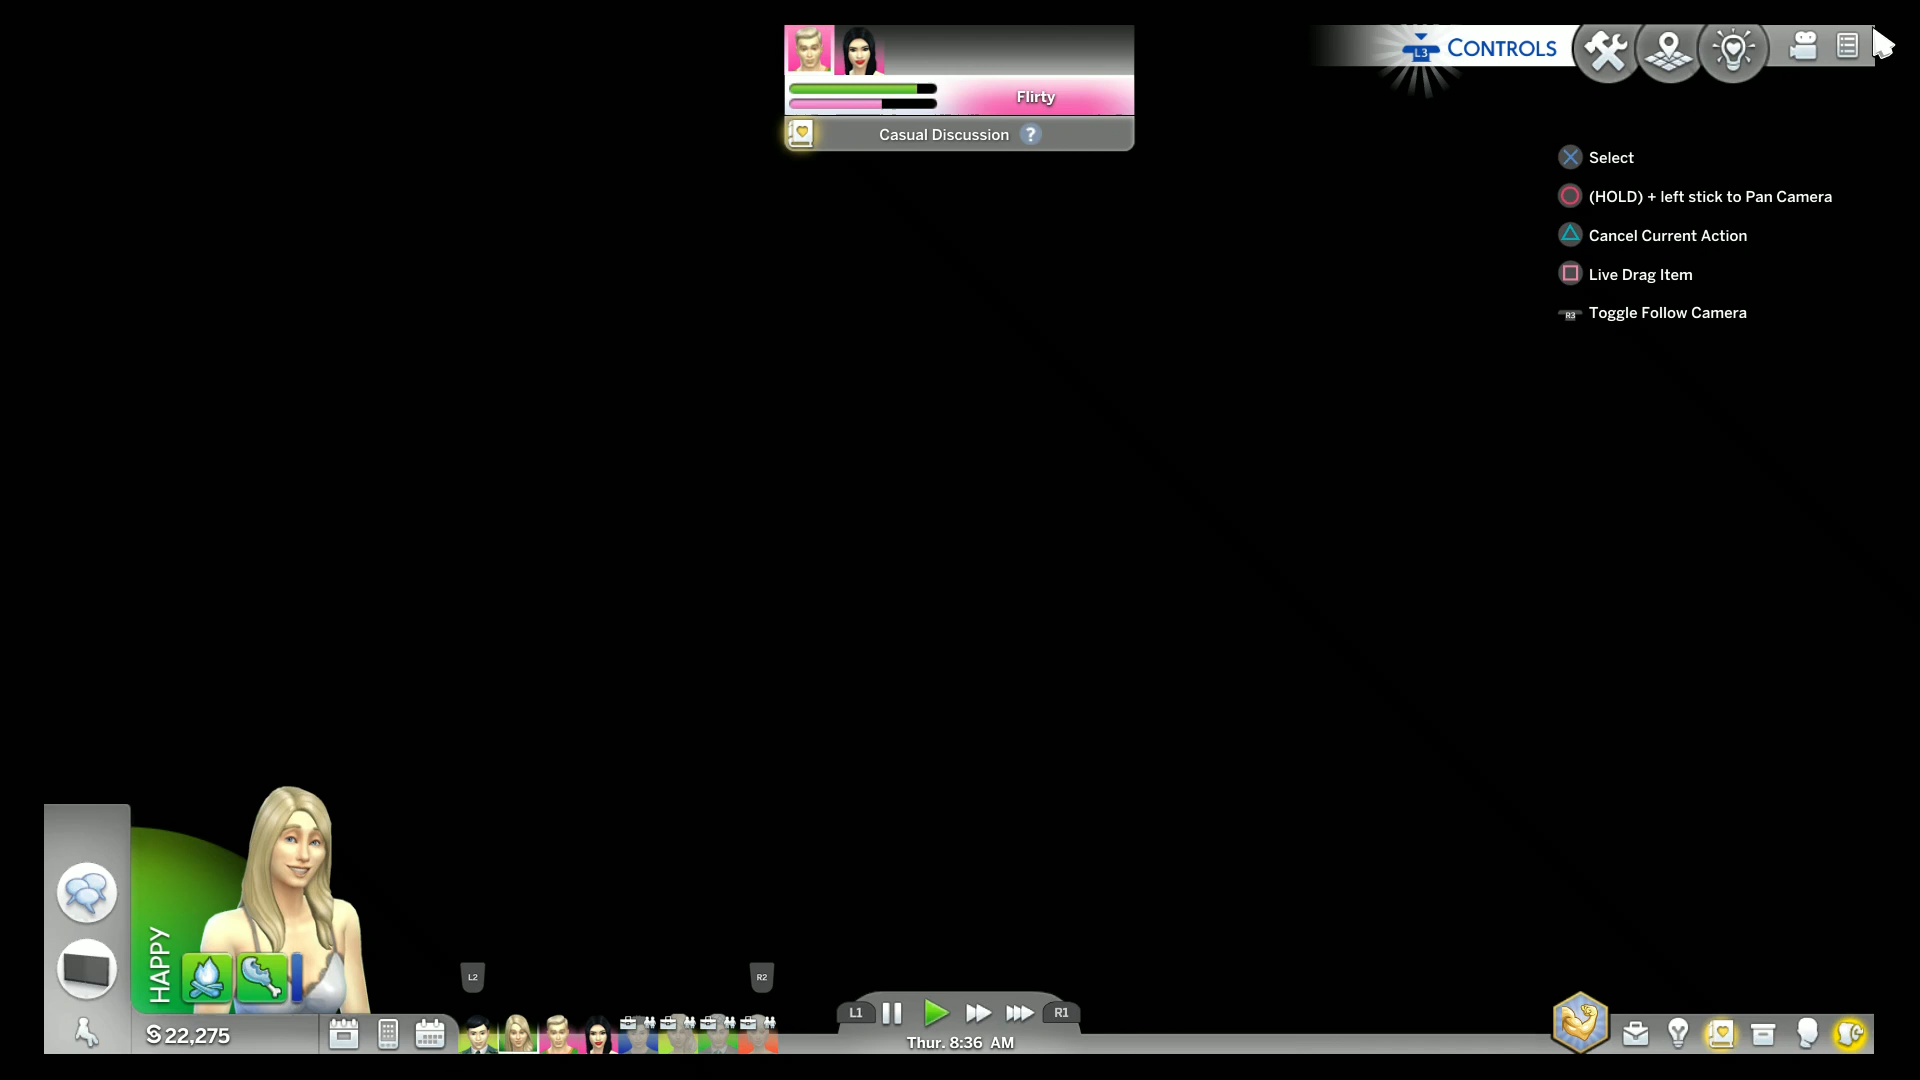 L3 CONTROLS
Flirty
Casual Discussion ?
Select
(HOLD) + left stick to Pan Camera
Cancel Current Action
Live Drag Item
R3 Toggle Follow Camera
HAPPY
L2
R2
L1
R1
§22,275
Thur. 8:36 AM